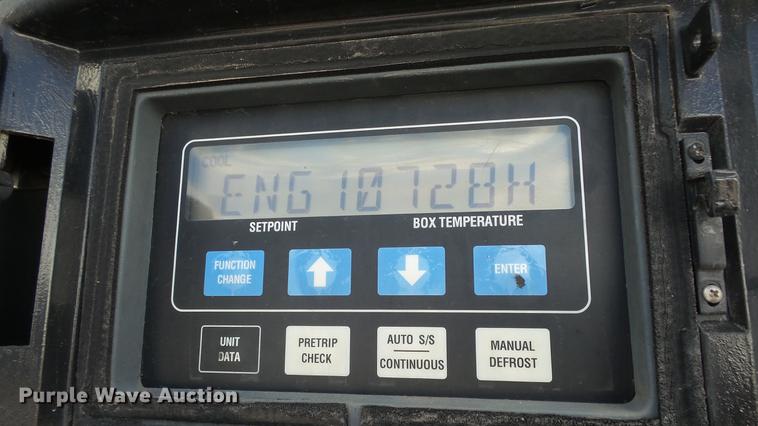 COOL
ENG 10728H
SETPOINT BOX TEMPERATURE
FUNCTION CHANGE
ENTER
UNIT DATA
PRETRIP CHECK
AUTO S/S CONTINUOUS
MANUAL DEFROST
Purple Wave Auction